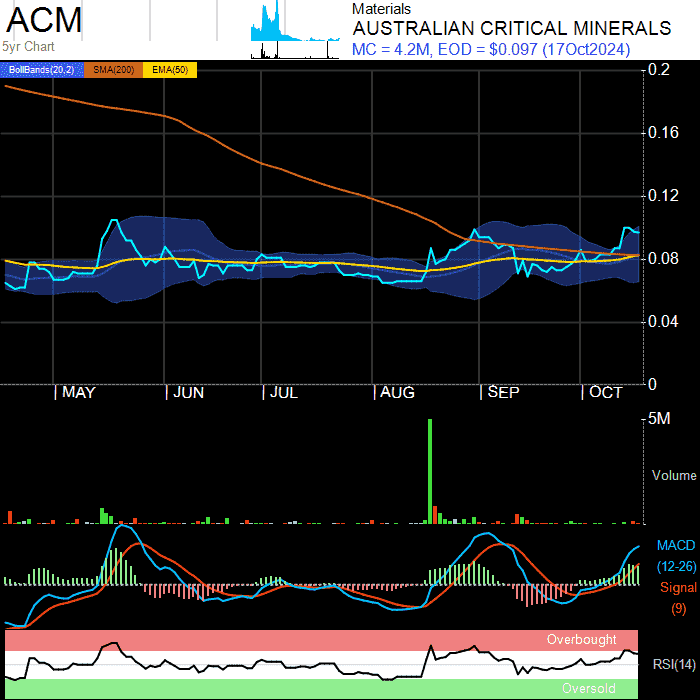 ACM
5yr Chart
Materials
AUSTRALIAN CRITICAL MINERALS
MC = 4.2M, EOD = $0.097 (17Oct2024)
BollBands(20,2) SMA(200) EMA(50)
0.2
0.16
0.12
0.08
0.04
0
MAY JUN JUL AUG SEP OCT
5M
Volume
MACD
(12-26)
Signal
(9)
Overbought
RSI(14)
Oversold